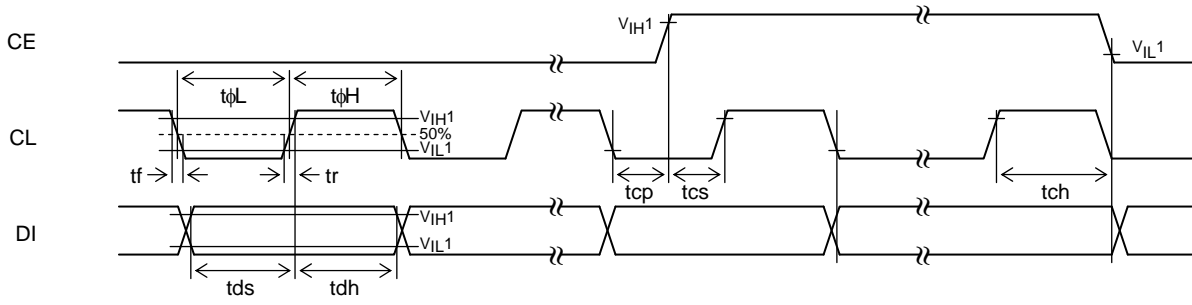 CE
VIH1
VIL1
tϕL
tϕH
CL
VIH1
50%
VIL1
tf
tr
tcp
tcs
tch
DI
VIH1
VIL1
tds
tdh